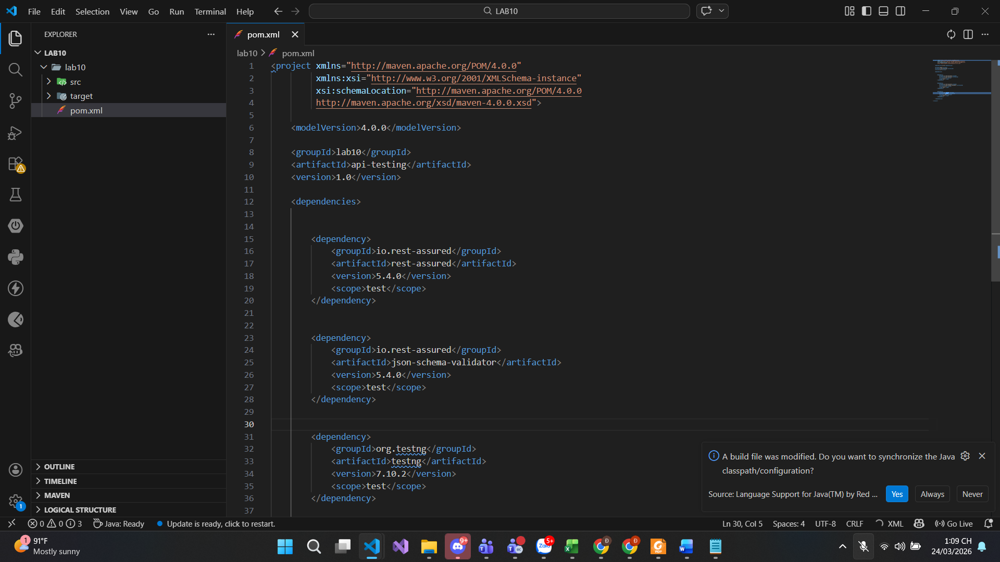 File Edit Selection View Go Run Terminal Help
LAB10
EXPLORER
LAB10
lab10
src
target
pom.xml
OUTLINE
TIMELINE
MAVEN
LOGICAL STRUCTURE
pom.xml
lab10 > pom.xml
1 <project xmlns="http://maven.apache.org/POM/4.0.0"
2 xmlns:xsi="http://www.w3.org/2001/XMLSchema-instance"
3 xsi:schemaLocation="http://maven.apache.org/POM/4.0.0
4 http://maven.apache.org/xsd/maven-4.0.0.xsd">
5
6 <modelVersion>4.0.0</modelVersion>
7
8 <groupId>lab10</groupId>
9 <artifactId>api-testing</artifactId>
10 <version>1.0</version>
11
12 <dependencies>
13
14
15 <dependency>
16 <groupId>io.rest-assured</groupId>
17 <artifactId>rest-assured</artifactId>
18 <version>5.4.0</version>
19 <scope>test</scope>
20 </dependency>
21
22
23 <dependency>
24 <groupId>io.rest-assured</groupId>
25 <artifactId>json-schema-validator</artifactId>
26 <version>5.4.0</version>
27 <scope>test</scope>
28 </dependency>
29
30
31 <dependency>
32 <groupId>org.testng</groupId>
33 <artifactId>testng</artifactId>
34 <version>7.10.2</version>
35 <scope>test</scope>
36 </dependency>
37
A build file was modified. Do you want to synchronize the Java
classpath/configuration?
Source: Language Support for Java(TM) by Red ...
Yes
Always
Never
1
0 0 3 Java: Ready Update is ready, click to restart.
Ln 30, Col 5 Spaces: 4 UTF-8 CRLF XML Go Live
1
91°F
Mostly sunny
9+
5+
Zalo
PDF
1:09 CH
24/03/2026